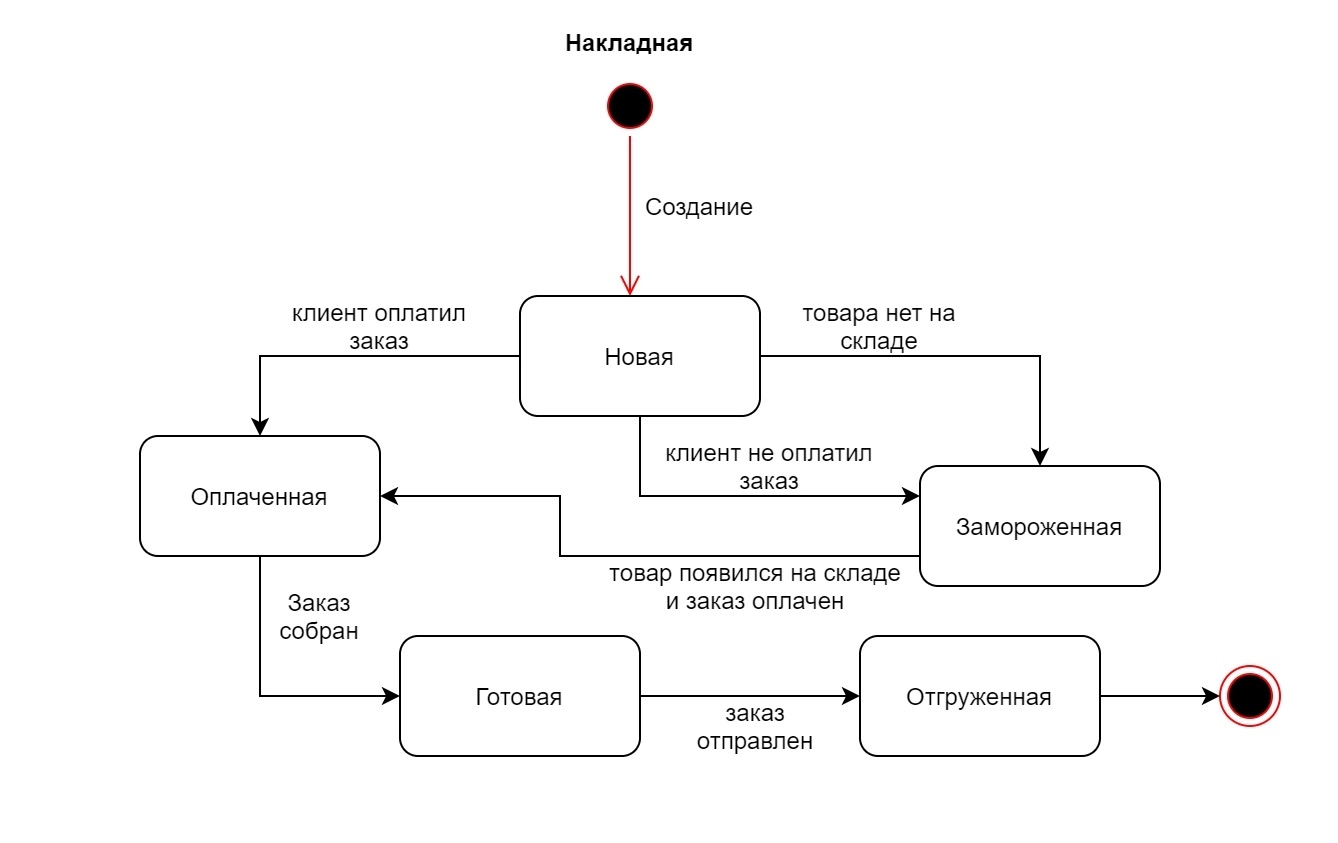 Накладная
Создание
клиент оплатил
заказ
товара нет на
складе
Новая
клиент не оплатил
заказ
Оплаченная
Замороженная
товар появился на складе
и заказ оплачен
Заказ
собран
Готовая
заказ
отправлен
Отгруженная